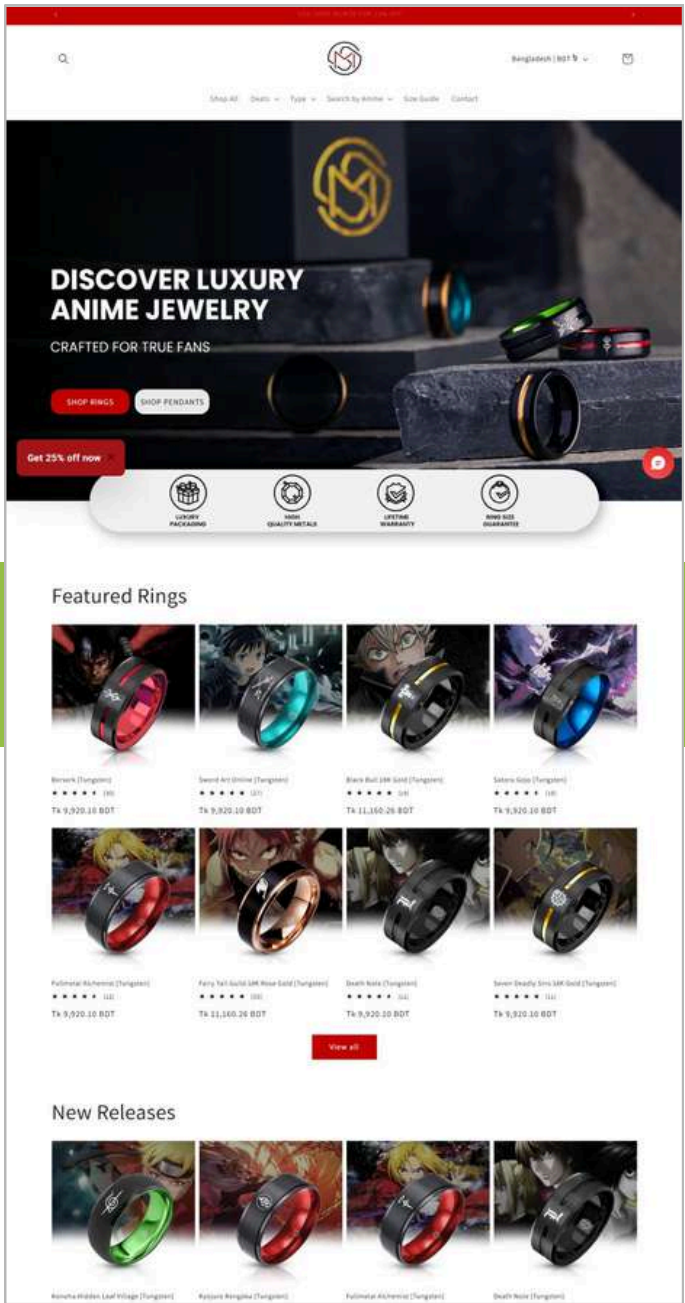 Bangladesh | BDT ৳
Shop All Deals Type Search by Anime Size Guide Contact
DISCOVER LUXURY
ANIME JEWELRY
CRAFTED FOR TRUE FANS
SHOP RINGS SHOP PENDANTS
Get 25% off now
LUXURY PACKAGING
HIGH QUALITY METALS
LIFETIME WARRANTY
RING SIZE GUARANTEE
Featured Rings
Berserk [Tungsten]
Sword Art Online [Tungsten]
Black Bull 18K Gold [Tungsten]
Satoru Gojo [Tungsten]
(27)
Tk 9,920.10 BDT
Tk 9,920.10 BDT
Tk 11,160.26 BDT
Tk 9,920.10 BDT
Fullmetal Alchemist [Tungsten]
Fairy Tail Guild 18K Rose Gold [Tungsten]
Death Note [Tungsten]
Seven Deadly Sins 18K Gold [Tungsten]
(11)
(11)
Tk 9,920.10 BDT
Tk 11,160.26 BDT
Tk 9,920.10 BDT
Tk 9,920.10 BDT
View all
New Releases
Konoha Hidden Leaf Village [Tungsten]
Kyojuro Rengoku [Tungsten]
Fullmetal Alchemist [Tungsten]
Death Note [Tungsten]